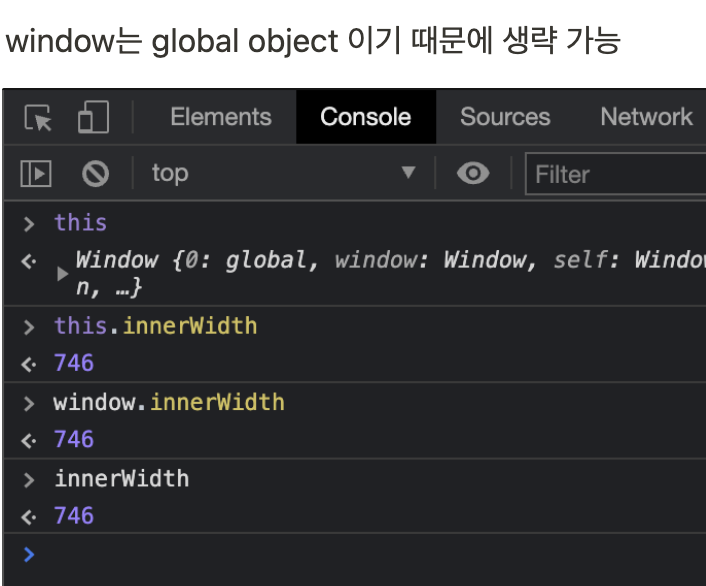 window는 global object 이기 때문에 생략 가능
Elements Console Sources Network
top ▼ Filter
> this
<· ▶ Window {0: global, window: Window, self: Window
n, …}
> this.innerWidth
<· 746
> window.innerWidth
<· 746
> innerWidth
<· 746
>